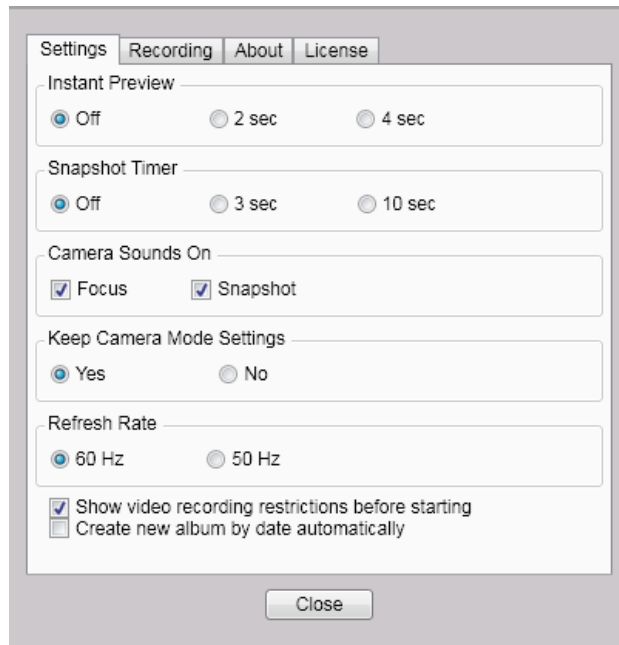 Settings Recording About License
Instant Preview
Off 2 sec 4 sec
Snapshot Timer
Off 3 sec 10 sec
Camera Sounds On
Focus Snapshot
Keep Camera Mode Settings
Yes No
Refresh Rate
60 Hz 50 Hz
Show video recording restrictions before starting
Create new album by date automatically
Close